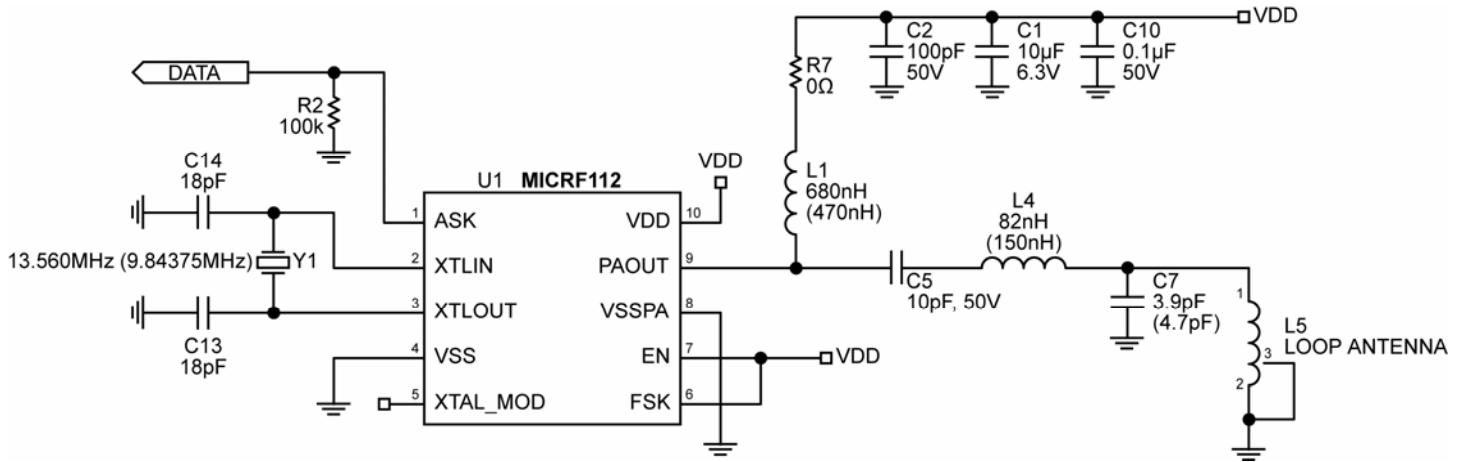 VDD
C2
100pF
50V
C1
10µF
6.3V
C10
0.1µF
50V
R7
0Ω
DATA
R2
100k
C14
18pF
U1 MICRF112
VDD
L1
680nH
(470nH)
L4
82nH
(150nH)
1 ASK
VDD 10
13.560MHz (9.84375MHz) Y1
2 XTLIN
PAOUT 9
C5
10pF, 50V
C7
3.9pF
(4.7pF)
3 XTLOUT
VSSPA 8
C13
18pF
4 VSS
EN 7
VDD
5 XTAL_MOD
FSK 6
1
L5
LOOP ANTENNA
3
2